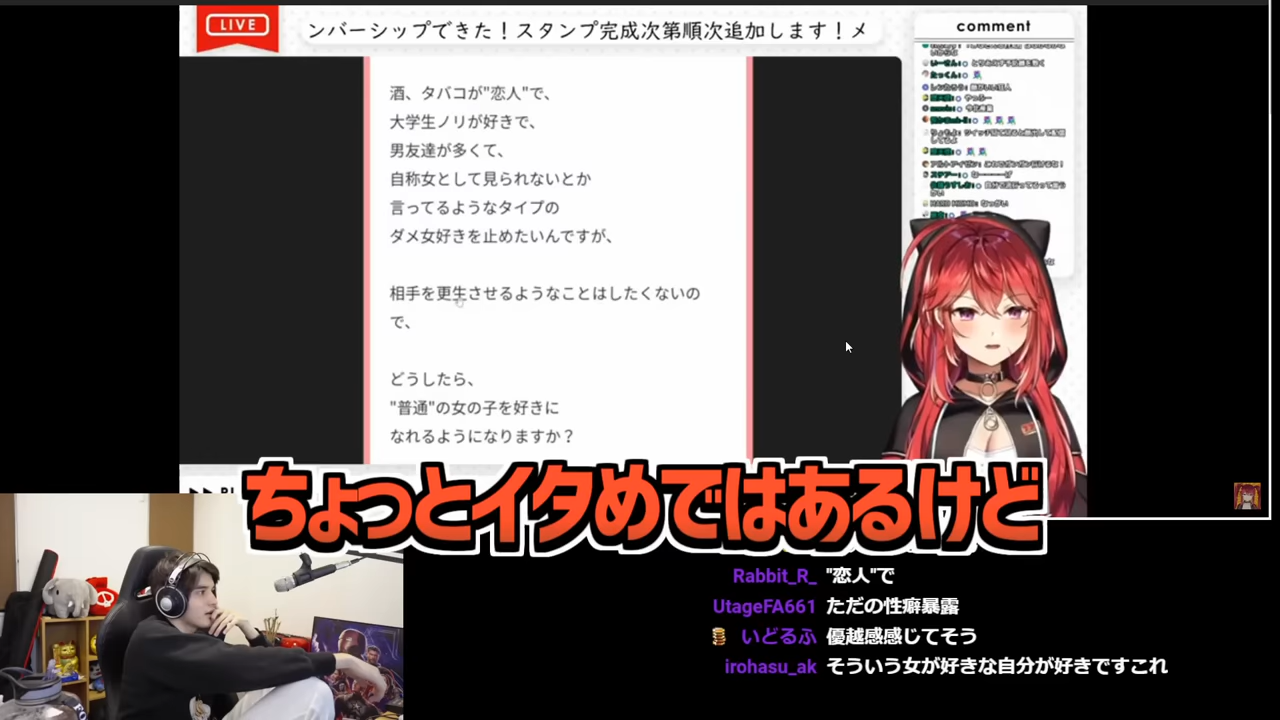 LIVE
ンバーシップできた！スタンプ完成次第順次追加します！メ
comment
酒、タバコが"恋人"で、
大学生ノリが好きで、
男友達が多くて、
自称女として見られないとか
言ってるようなタイプの
ダメ女好きを止めたいんですが、
相手を更生させるようなことはしたくないの
で、
どうしたら、
"普通"の女の子を好きに
なれるようになりますか？
ちょっとイタめではあるけど
Rabbit_R_ "恋人"で
UtageFA661 ただの性癖暴露
いどるふ 優越感感じてそう
irohasu_ak そういう女が好きな自分が好きですこれ